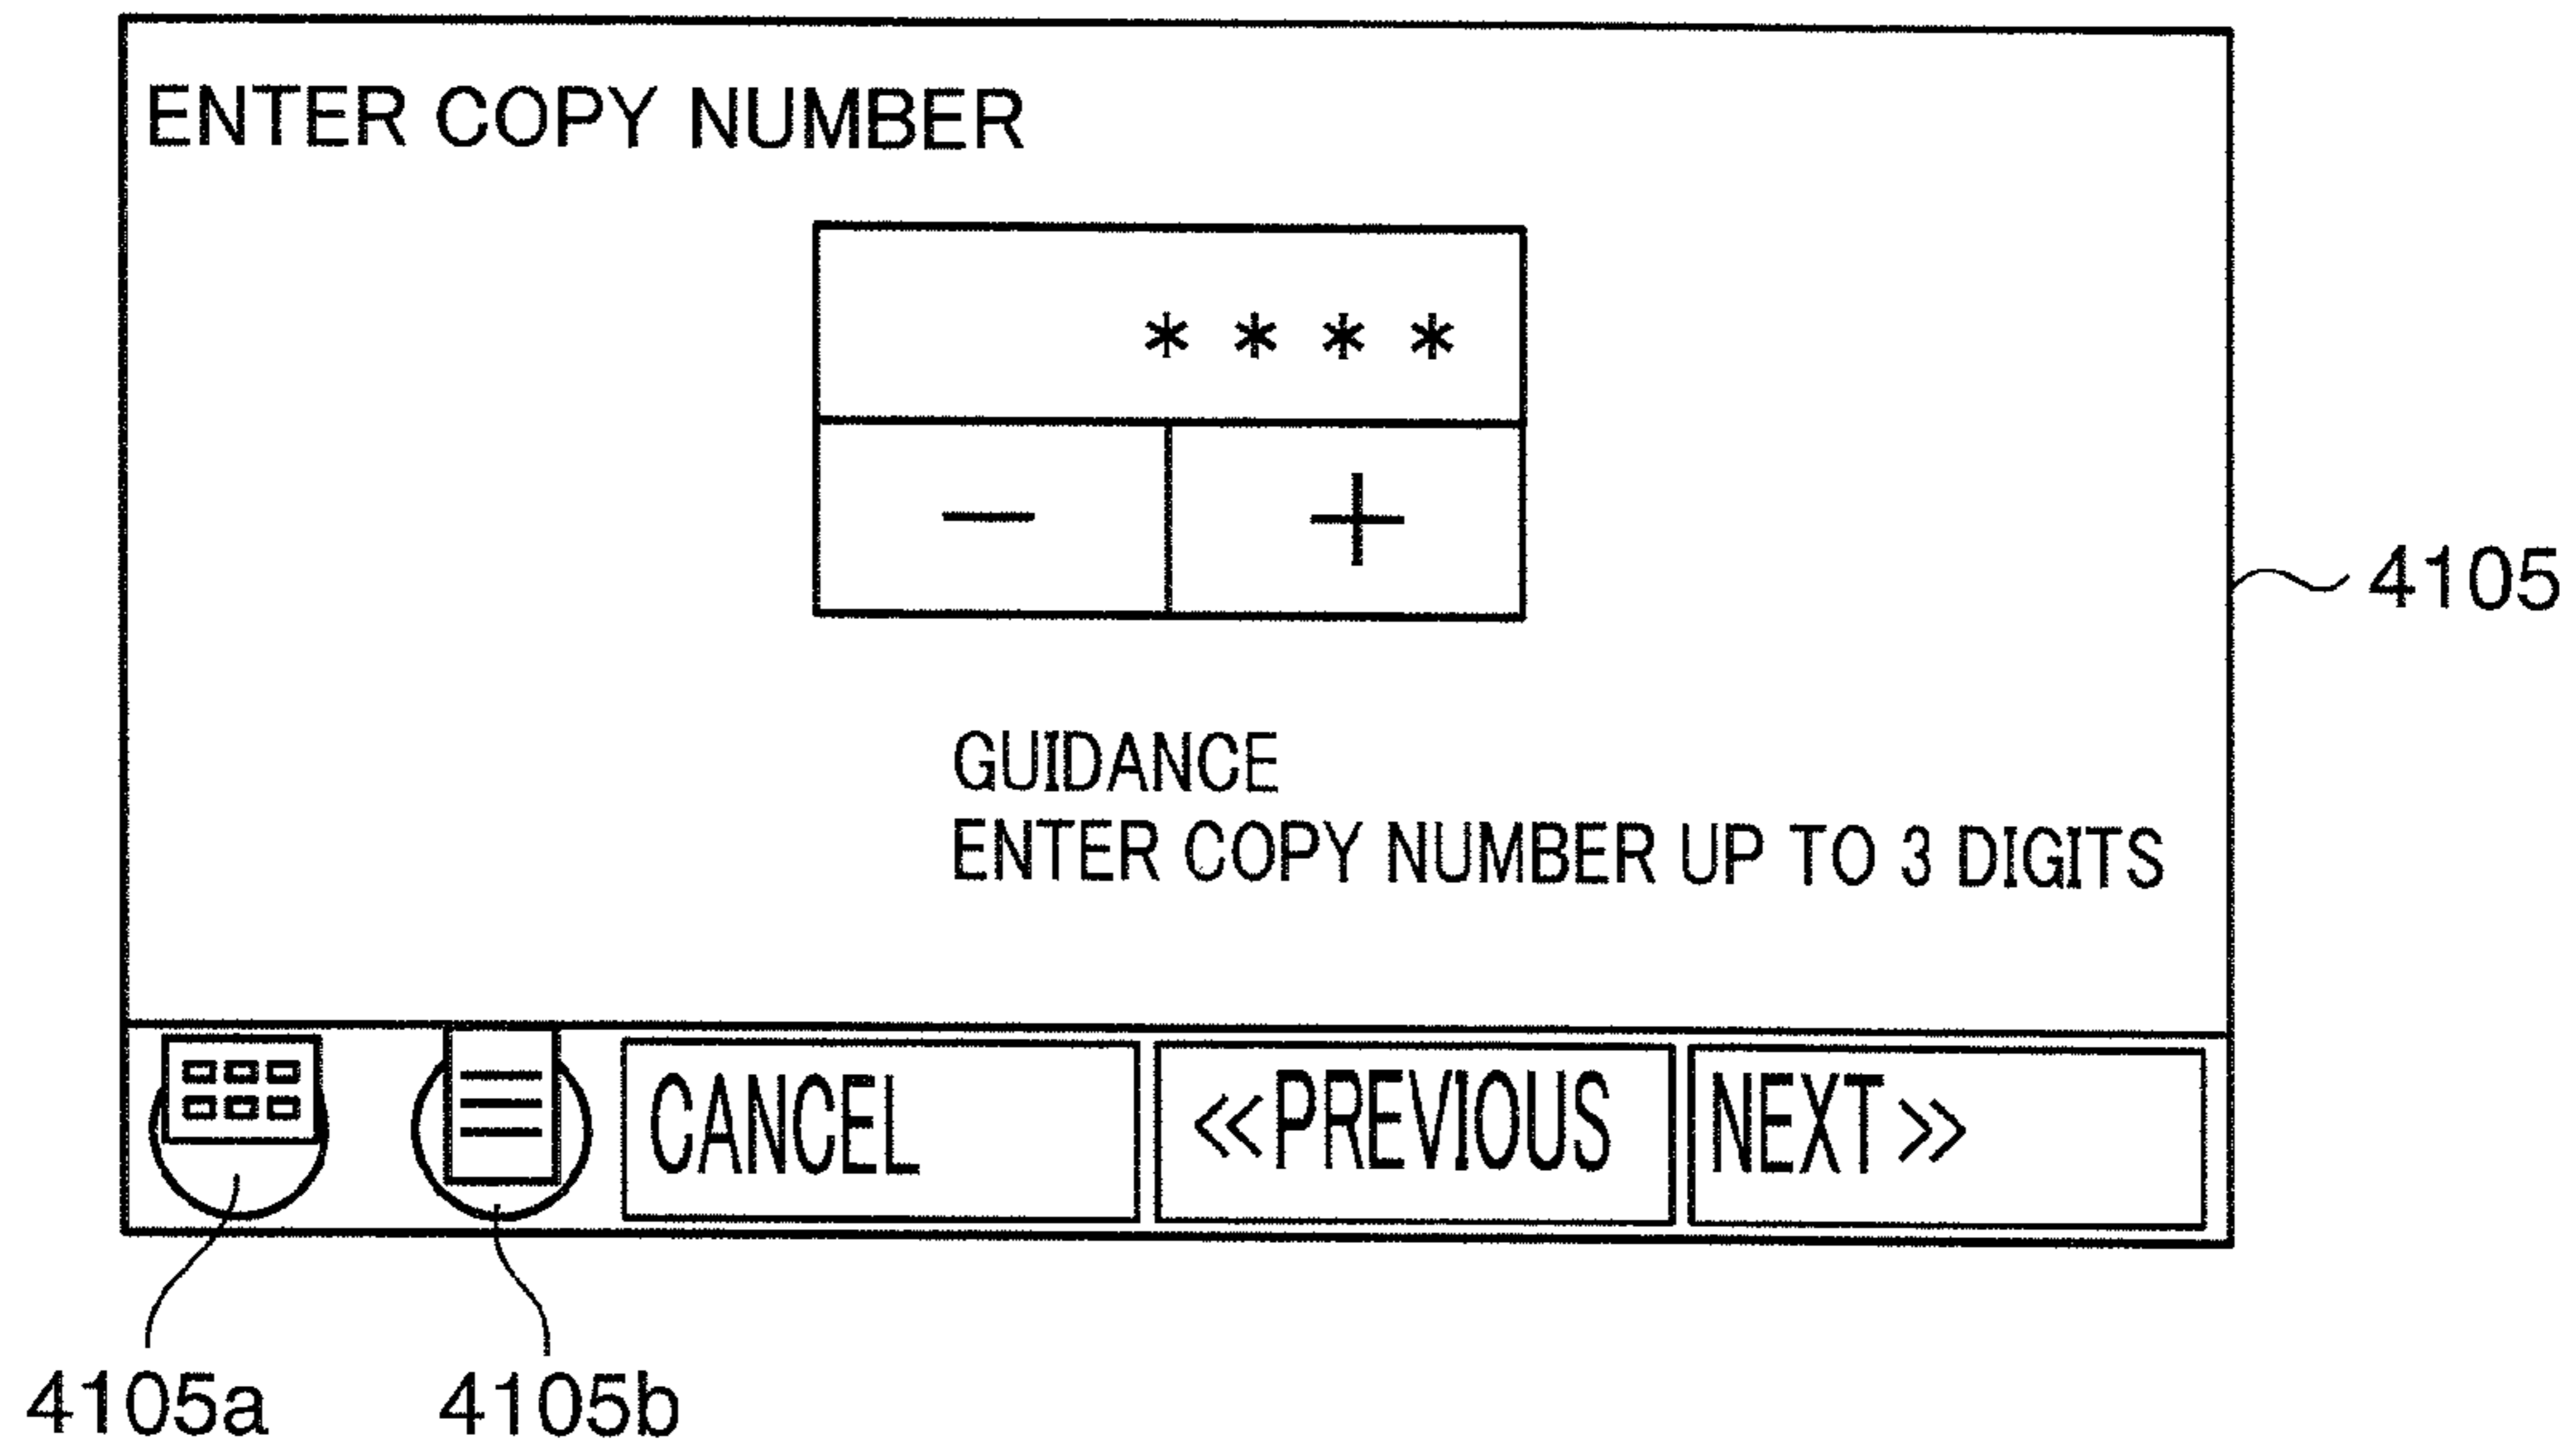 ENTER COPY NUMBER
* * * *
− +
4105
GUIDANCE
ENTER COPY NUMBER UP TO 3 DIGITS
CANCEL
<<PREVIOUS
NEXT>>
4105a
4105b